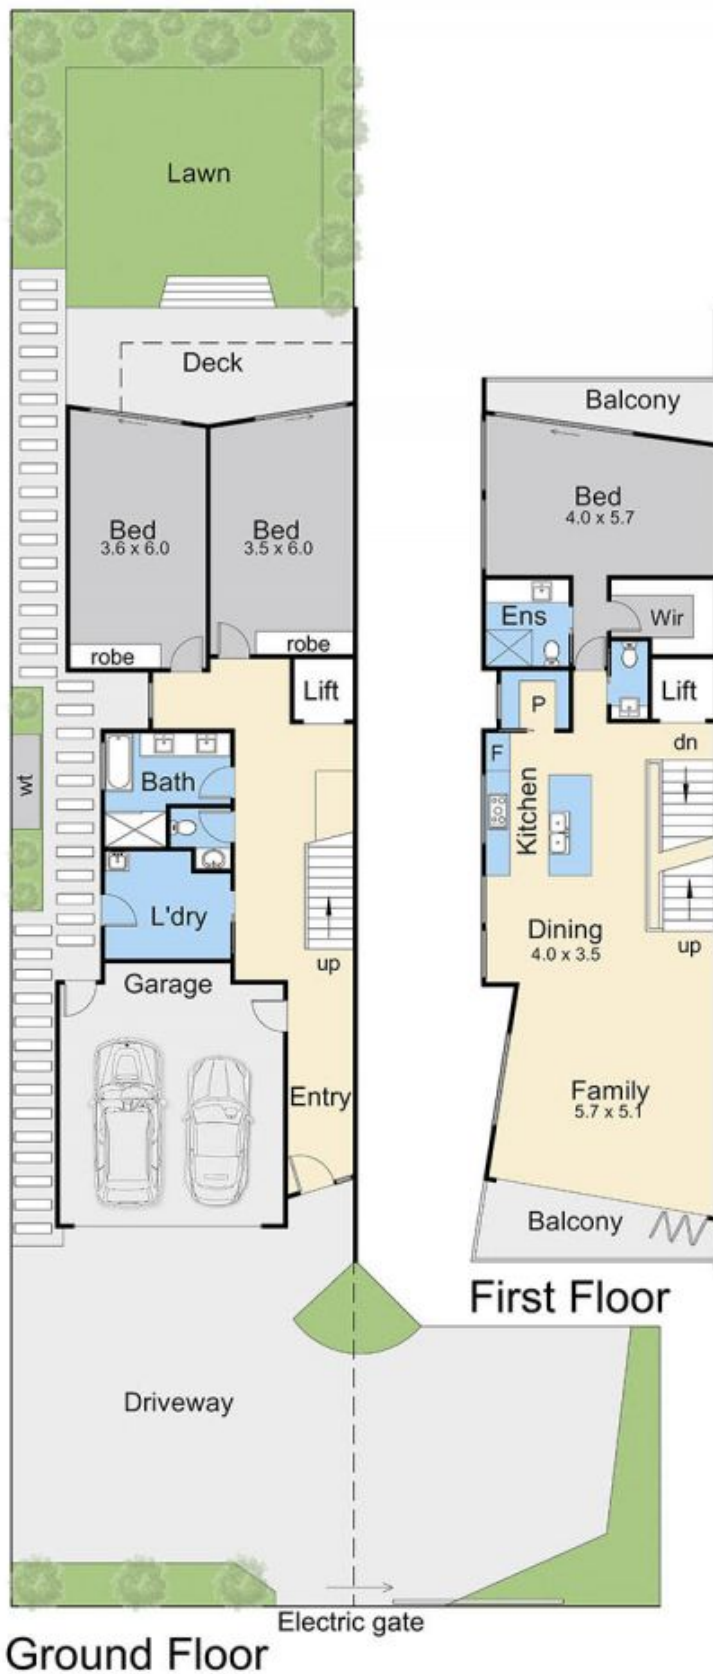 Lawn
Deck
Bed
3.6 x 6.0
Bed
3.5 x 6.0
robe
robe
Lift
wt
Bath
L'dry
up
Garage
Entry
Driveway
Electric gate
Ground Floor
Balcony
Bed
4.0 x 5.7
Ens
Wir
P
Lift
F
Kitchen
dn
Dining
4.0 x 3.5
up
Family
5.7 x 5.1
Balcony
First Floor